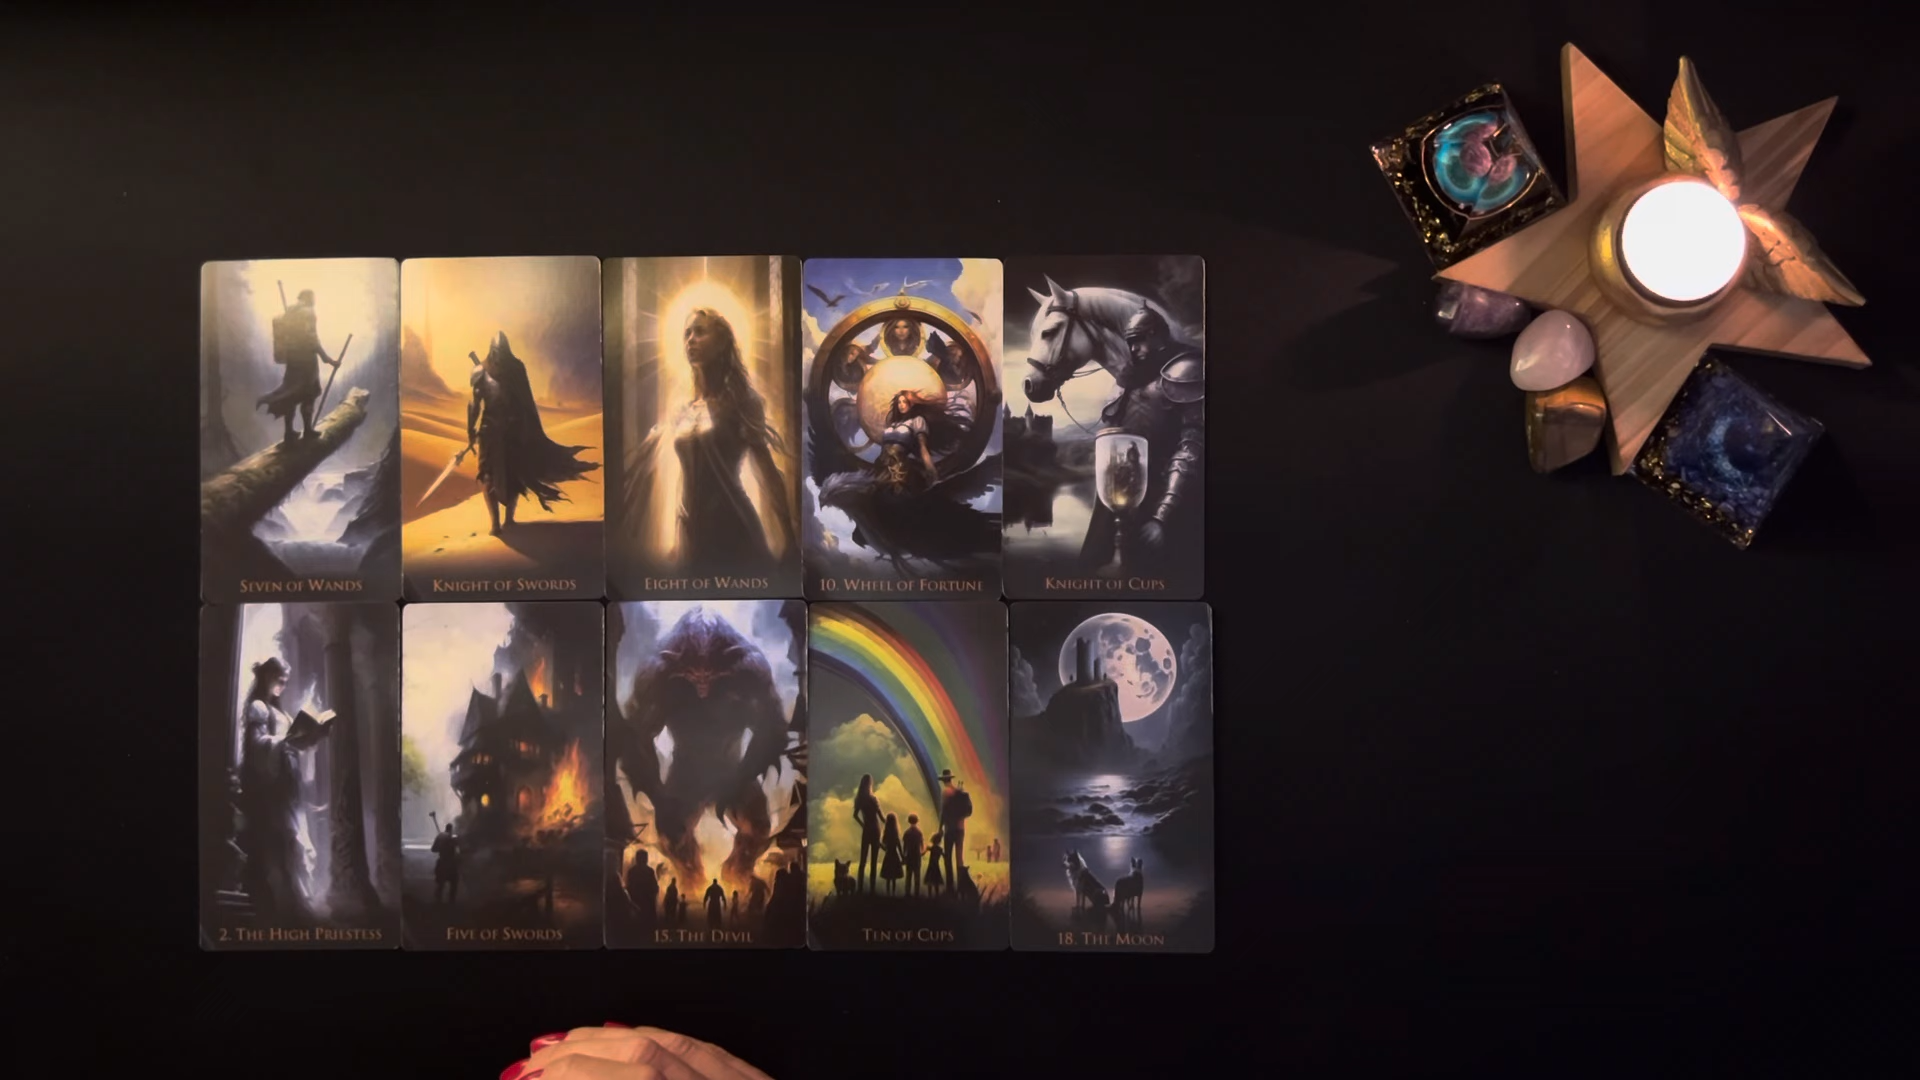 SEVEN OF WANDS
KNIGHT OF SWORDS
EIGHT OF WANDS
10. WHEEL OF FORTUNE
KNIGHT OF CUPS
2. THE HIGH PRIESTESS
FIVE OF SWORDS
15. THE DEVIL
TEN OF CUPS
18. THE MOON